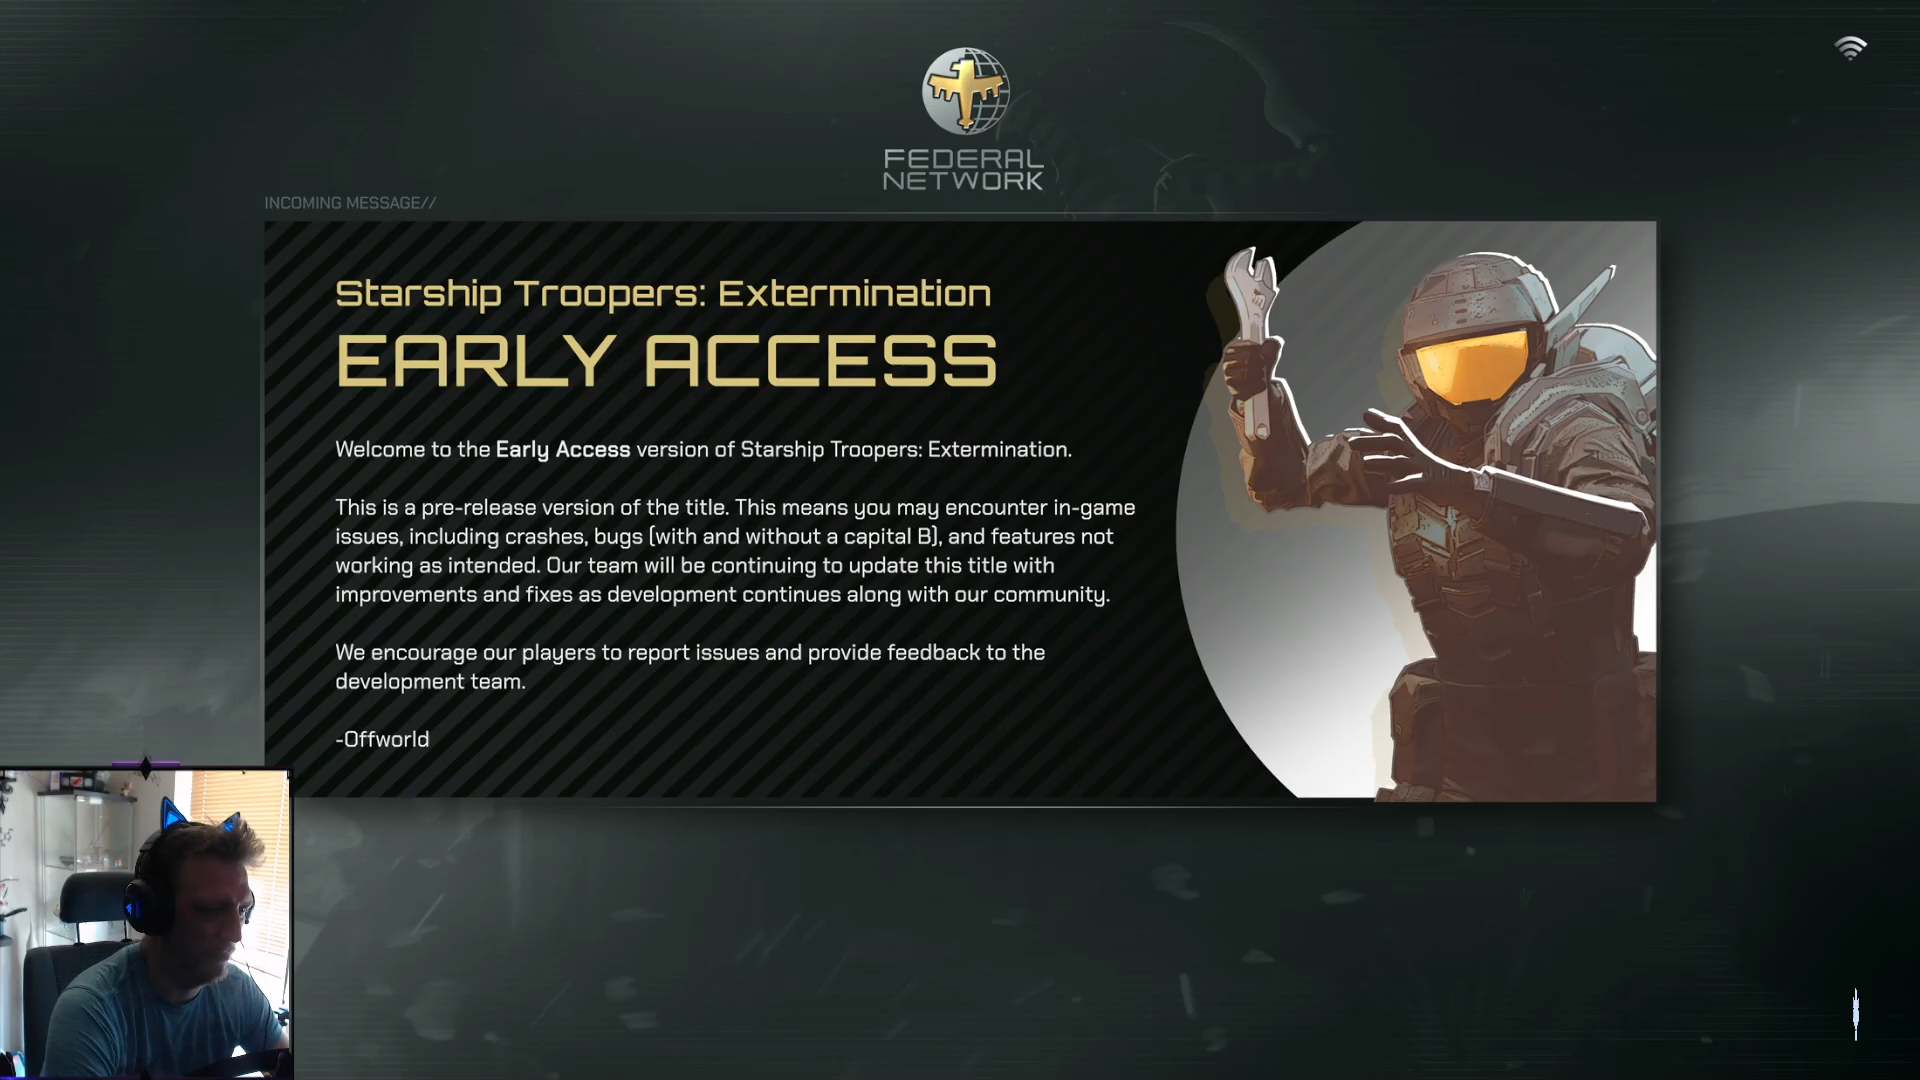 FEDERAL
NETWORK
INCOMING MESSAGE//
Starship Troopers: Extermination
EARLY ACCESS
Welcome to the Early Access version of Starship Troopers: Extermination.
This is a pre-release version of the title. This means you may encounter in-game
issues, including crashes, bugs (with and without a capital B), and features not
working as intended. Our team will be continuing to update this title with
improvements and fixes as development continues along with our community.
We encourage our players to report issues and provide feedback to the
development team.
-Offworld